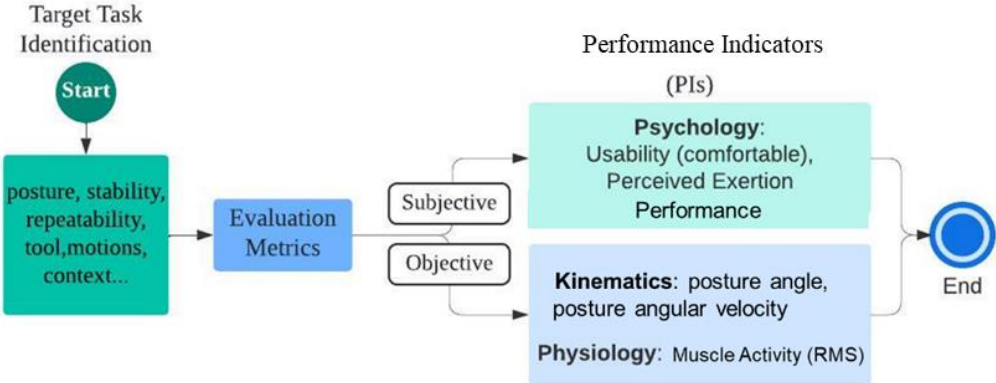 Target Task
Identification
Start
posture, stability,
repeatability,
tool,motions,
context...
Evaluation
Metrics
Subjective
Objective
Performance Indicators
(PIs)
Psychology:
Usability (comfortable),
Perceived Exertion
Performance
Kinematics: posture angle,
posture angular velocity
Physiology: Muscle Activity (RMS)
End